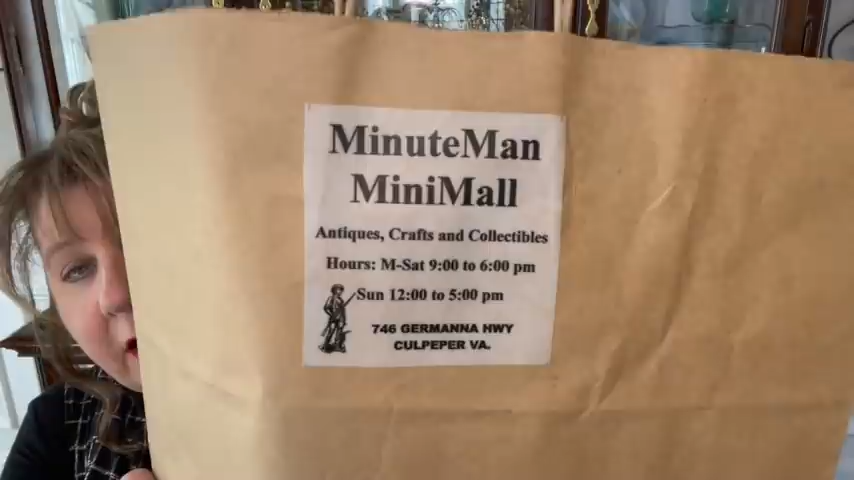 MinuteMan
MiniMall
Antiques, Crafts and Collectibles
Hours: M-Sat 9:00 to 6:00 pm
Sun 12:00 to 5:00 pm
746 GERMANNA HWY
CULPEPER VA.